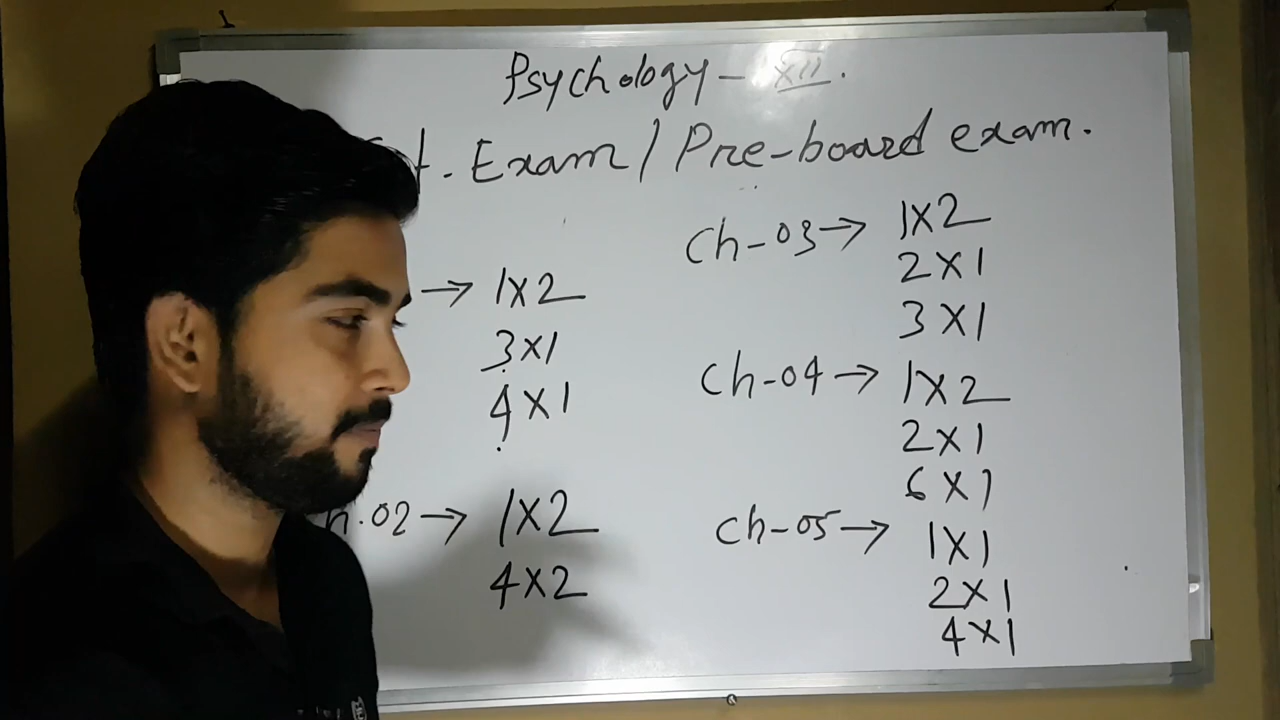 Psychology - XII.
t. Exam / Pre-board exam.
→ 1x2
3x1
4x1
h.02 → 1x2
4x2
Ch-03 → 1x2
2x1
3x1
Ch-04 → 1x2
2x1
6x1
Ch-05 → 1x1
2x1
4x1